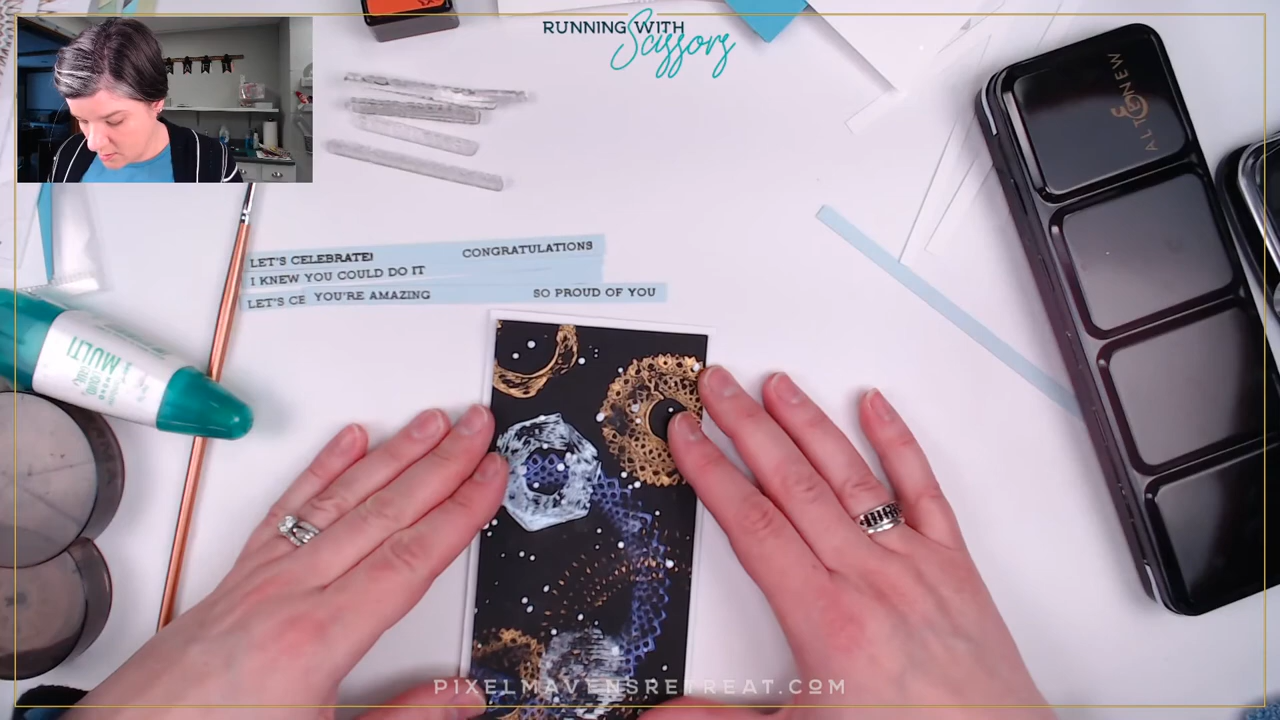 RUNNING WITH
Scissors
ALTENEW
LET'S CELEBRATE!
CONGRATULATIONS
I KNEW YOU COULD DO IT
LET'S CE
YOU'RE AMAZING
SO PROUD OF YOU
MULTI
PIXELMAVENSRETREAT.COM